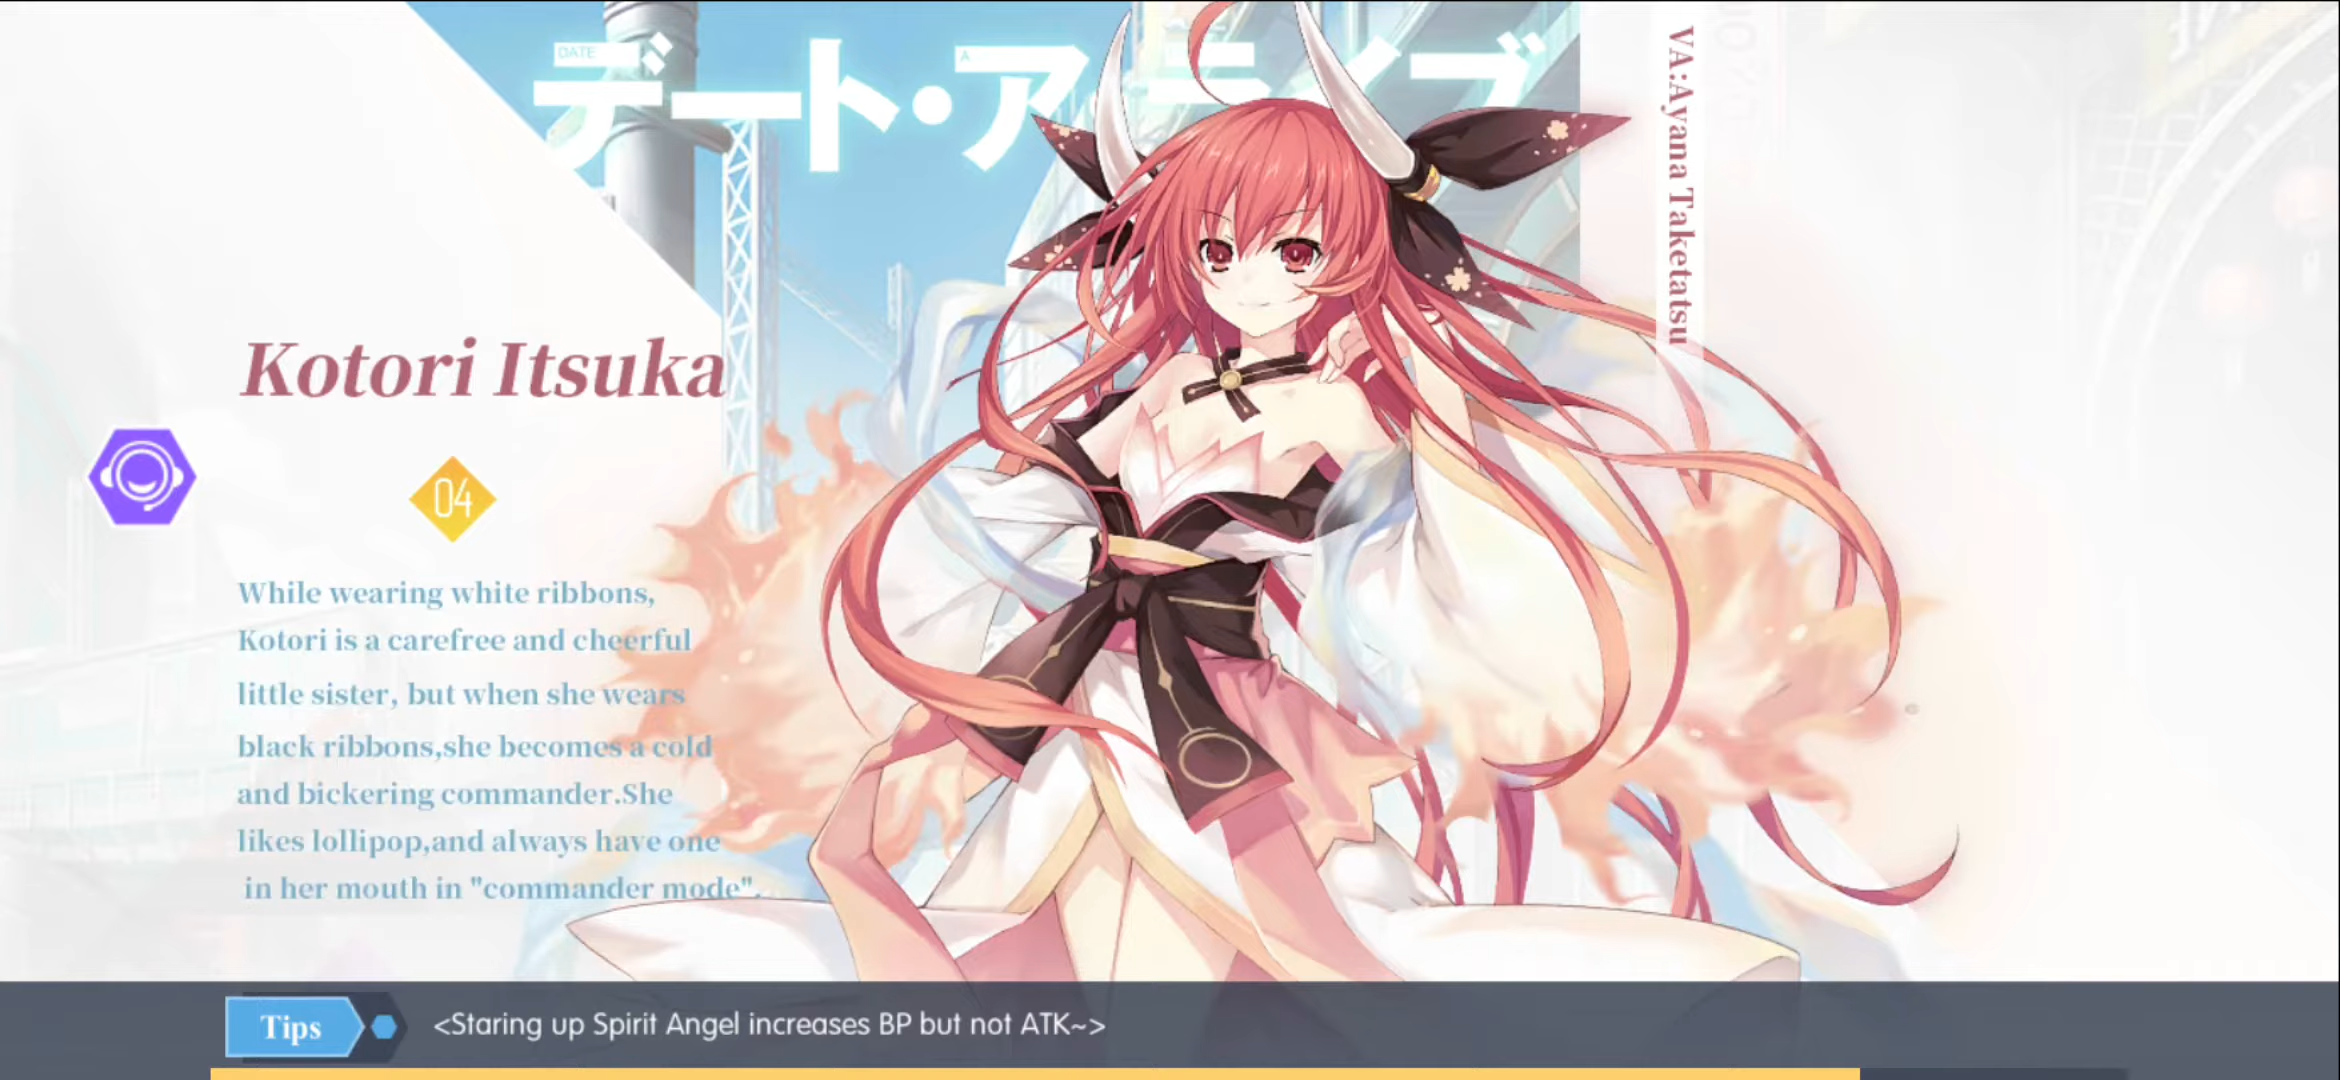 DATE
A
デート・アライブ
VA:Ayana Taketatsu
Kotori Itsuka
04
While wearing white ribbons,
Kotori is a carefree and cheerful
little sister, but when she wears
black ribbons,she becomes a cold
and bickering commander.She
likes lollipop,and always have one
in her mouth in "commander mode".
Tips
<Staring up Spirit Angel increases BP but not ATK~>